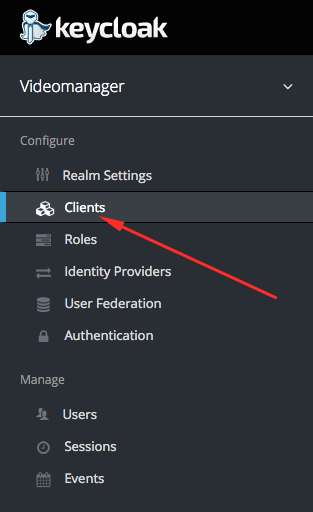 keycloak
Videomanager
Configure
Realm Settings
Clients
Roles
Identity Providers
User Federation
Authentication
Manage
Users
Sessions
Events